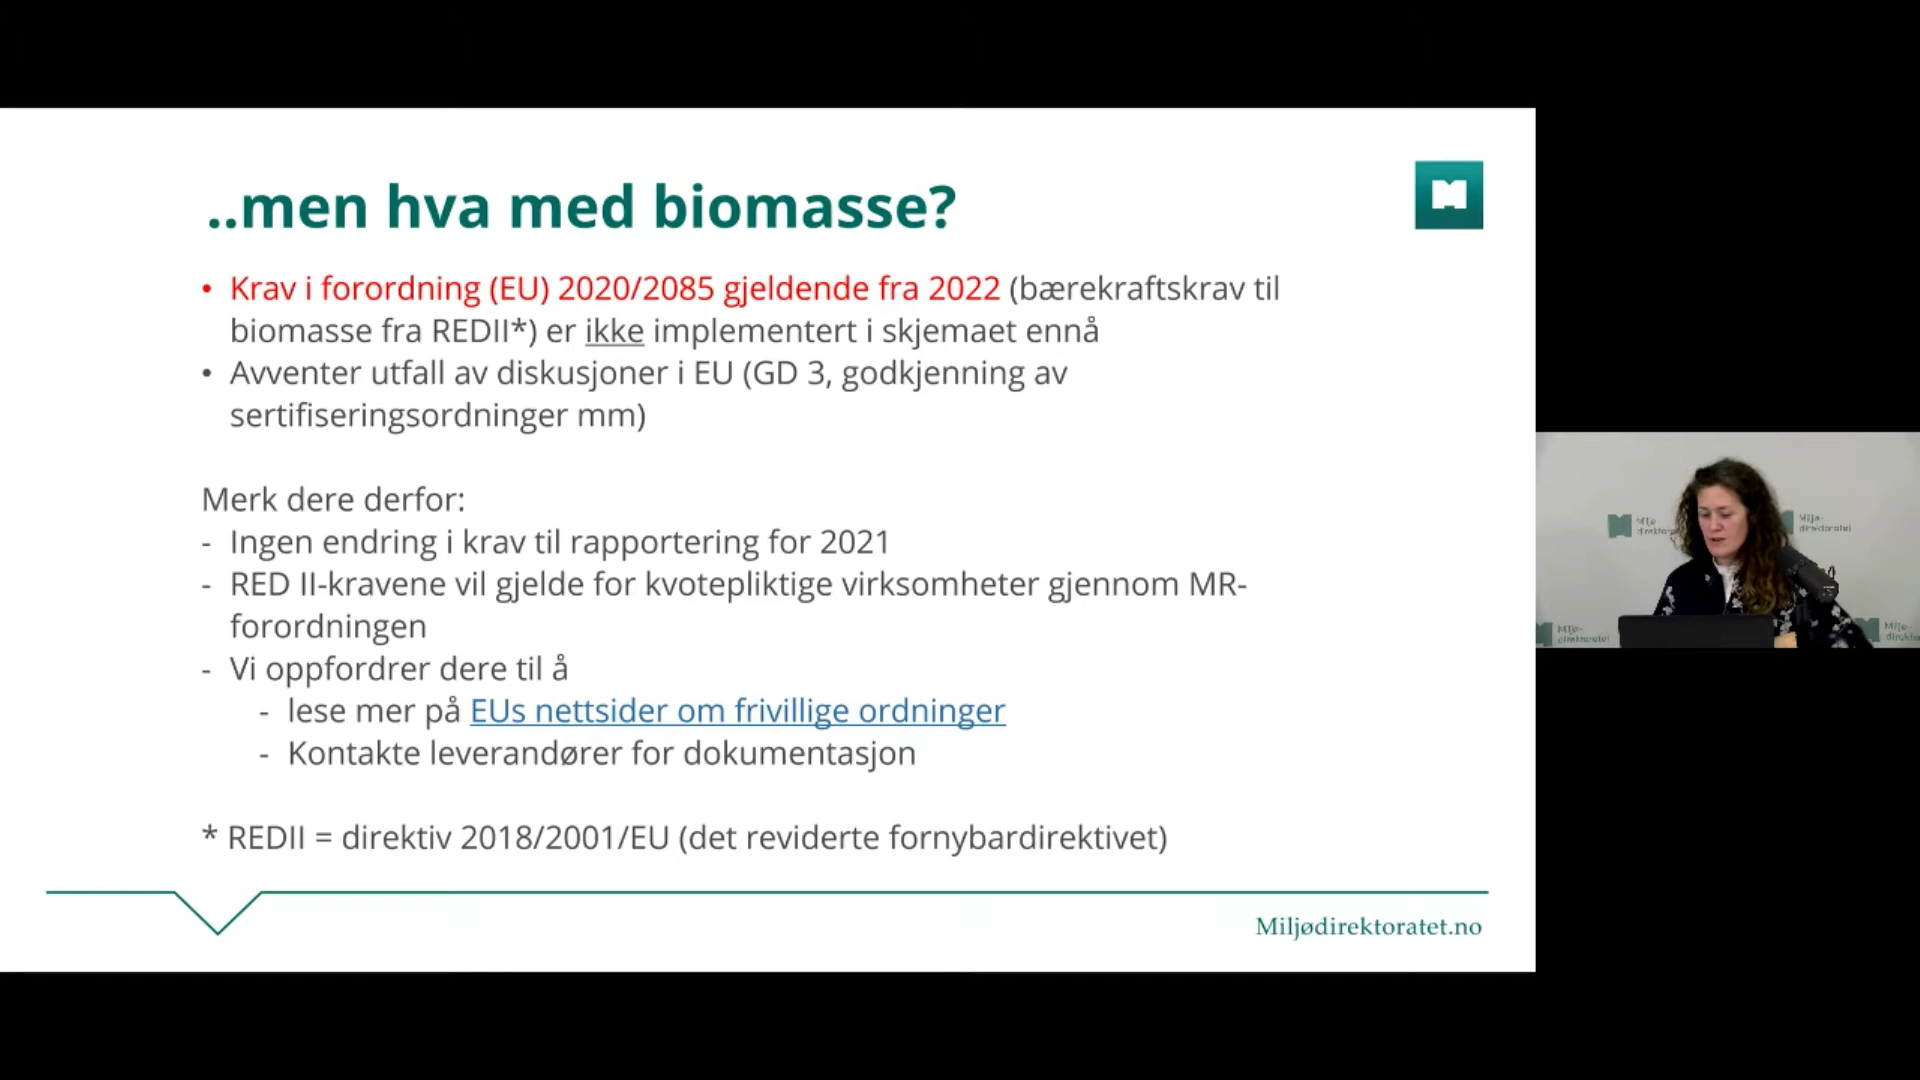 ..men hva med biomasse?
• Krav i forordning (EU) 2020/2085 gjeldende fra 2022 (bærekraftskrav til
biomasse fra REDII*) er ikke implementert i skjemaet ennå
• Avventer utfall av diskusjoner i EU (GD 3, godkjenning av
sertifiseringsordninger mm)
Merk dere derfor:
- Ingen endring i krav til rapportering for 2021
- RED II-kravene vil gjelde for kvotepliktige virksomheter gjennom MR-
forordningen
- Vi oppfordrer dere til å
- lese mer på EUs nettsider om frivillige ordninger
- Kontakte leverandører for dokumentasjon
* REDII = direktiv 2018/2001/EU (det reviderte fornybardirektivet)
Miljødirektoratet.no
Miljø-
direktoratet
Miljø-
direktoratet